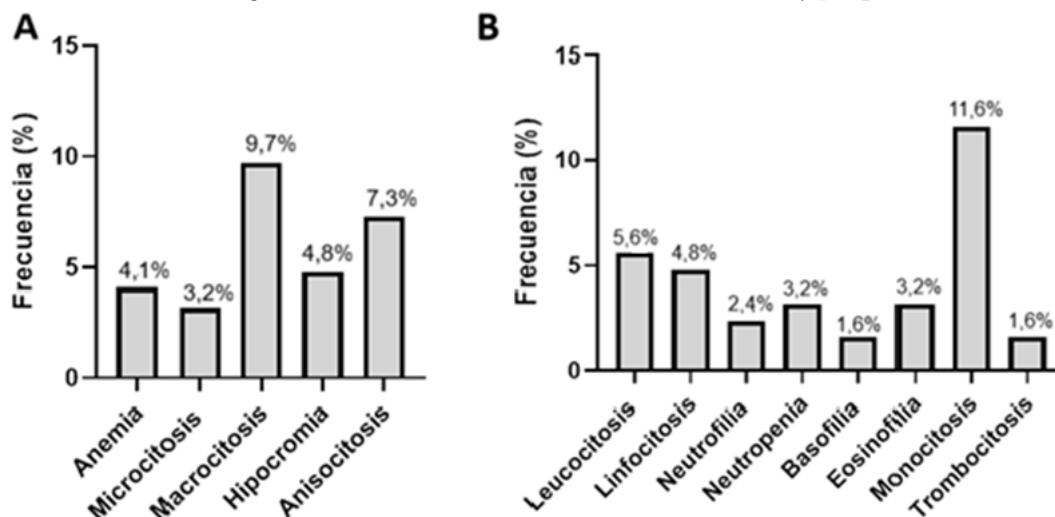 A
Frecuencia (%)
15
10
5
0
4,1%
3,2%
9,7%
4,8%
7,3%
Anemia
Microcitosis
Macrocitosis
Hipocromia
Anisocitosis
B
Frecuencia (%)
15
10
5
0
5,6%
4,8%
2,4%
3,2%
1,6%
3,2%
11,6%
1,6%
Leucocitosis
Linfocitosis
Neutrofilia
Neutropenia
Basofilia
Eosinofilia
Monocitosis
Trombocitosis